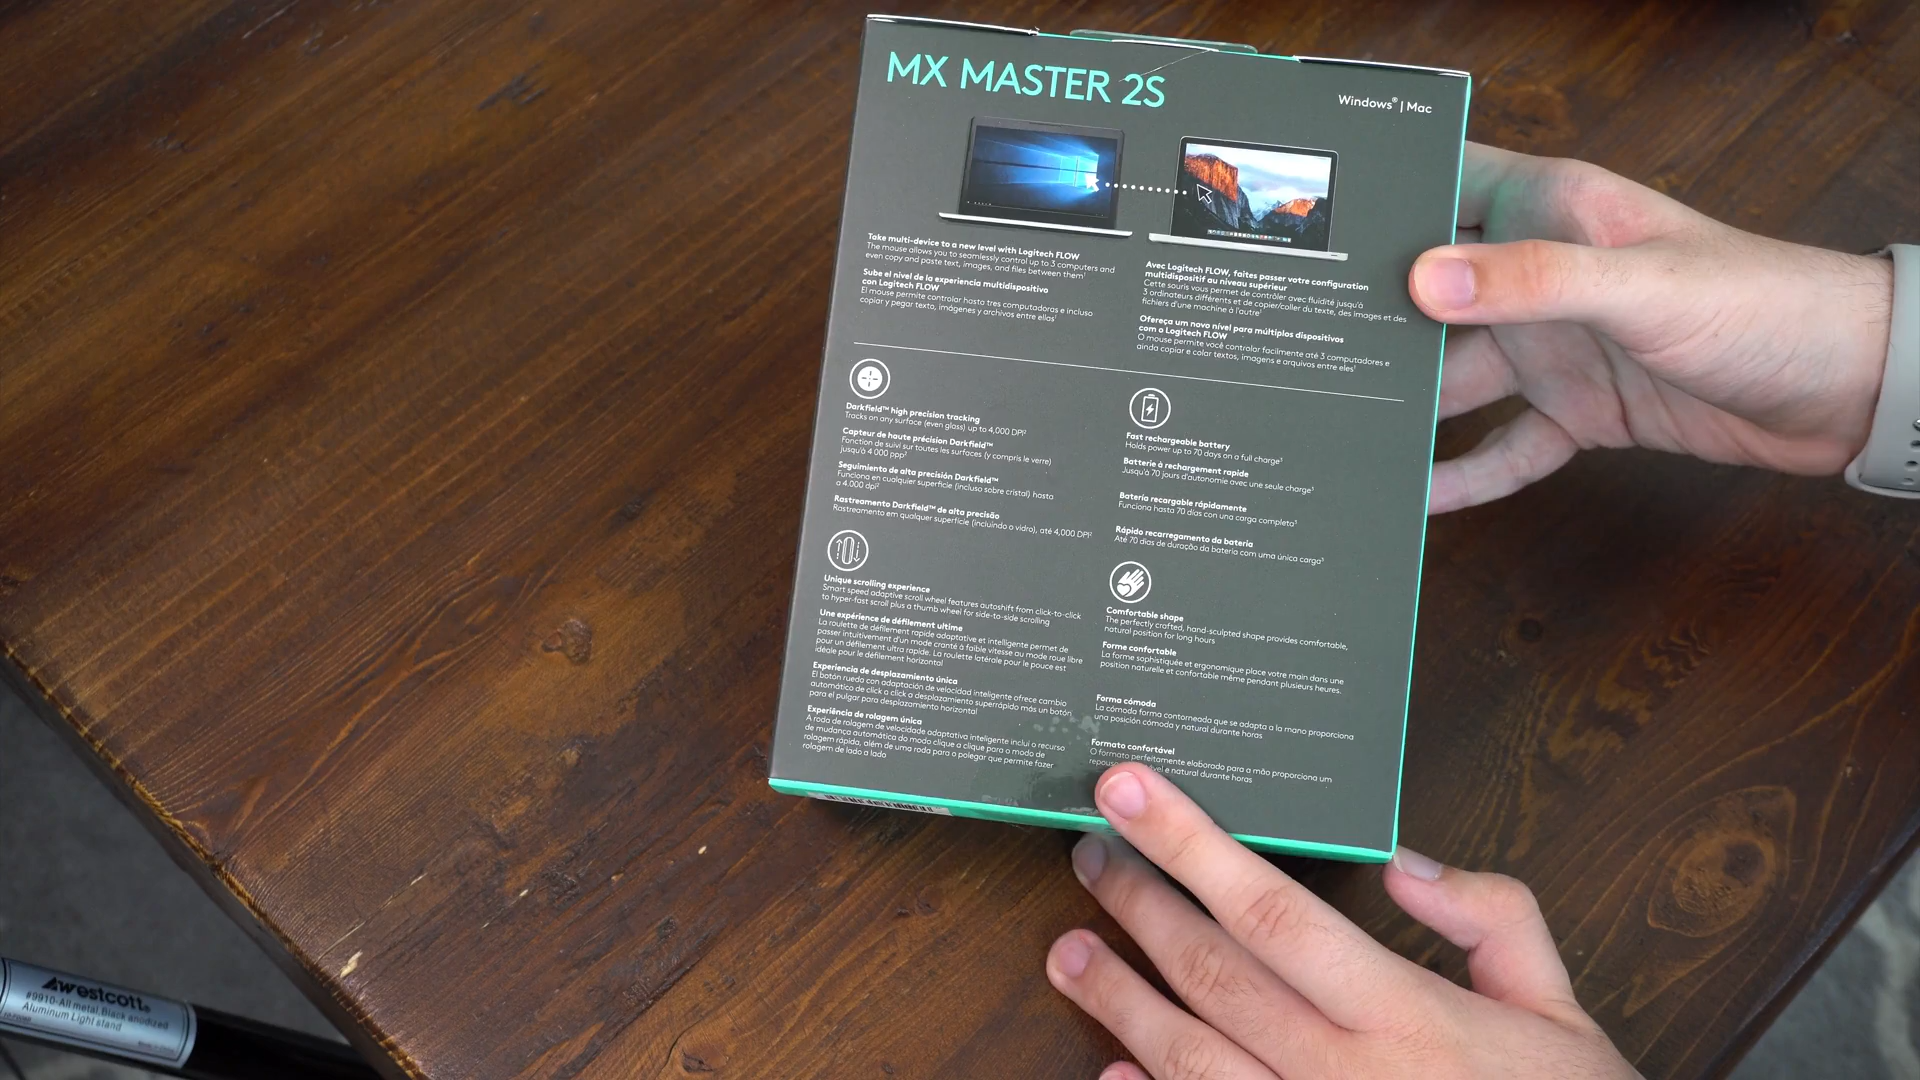 MX MASTER 2S
Windows® | Mac
Take multi-device to a new level with Logitech FLOW
The mouse allows you to seamlessly control up to 3 computers and
even copy and paste text, images, and files between them¹
Sube el nivel de la experiencia multidispositivo
con Logitech FLOW
El mouse permite controlar hasta tres computadoras e incluso
copiar y pegar texto, imágenes y archivos entre ellas¹
Avec Logitech FLOW, faites passer votre configuration
multidispositif au niveau supérieur
Cette souris vous permet de contrôler avec fluidité jusqu'à
3 ordinateurs différents et de copier/coller du texte, des images et des
fichiers d'une machine à l'autre¹
Ofereça um novo nível para múltiplos dispositivos
com o Logitech FLOW
O mouse permite você controlar facilmente até 3 computadores e
ainda copiar e colar textos, imagens e arquivos entre eles¹
Darkfield™ high precision tracking
Tracks on any surface (even glass) up to 4,000 DPI²
Capteur de haute précision Darkfield™
Fonction de suivi sur toutes les surfaces (y compris le verre)
jusqu'à 4 000 ppp²
Seguimiento de alta precisión Darkfield™
Funciona en cualquier superficie (incluso sobre cristal) hasta
a 4.000 dpi²
Rastreamento Darkfield™ de alta precisão
Rastreamento em qualquer superfície (incluindo o vidro), até 4,000 DPI²
Fast rechargeable battery
Holds power up to 70 days on a full charge³
Batterie à rechargement rapide
Jusqu'à 70 jours d'autonomie avec une seule charge³
Batería recargable rápidamente
Funciona hasta 70 días con una carga completa³
Rápido recarregamento da bateria
Até 70 dias de duração da bateria com uma única carga³
Unique scrolling experience
Smart speed adaptive scroll wheel features autoshift from click-to-click
to hyper-fast scroll plus a thumb wheel for side-to-side scrolling
Une expérience de défilement ultime
La roulette de défilement rapide adaptative et intelligente permet de
passer intuitivement d'un mode cranté à faible vitesse au mode roue libre
pour un défilement ultra rapide. La roulette latérale pour le pouce est
idéale pour le défilement horizontal
Experiencia de desplazamiento única
El botón rueda con adaptación de velocidad inteligente ofrece cambio
automático de click a click a desplazamiento superrápido más un botón
para el pulgar para desplazamiento horizontal
Experiência de rolagem única
A roda de rolagem de velocidade adaptativa inteligente inclui o recurso
de mudança automática do modo clique a clique para o modo de
rolagem rápida, além de uma roda para o polegar que permite fazer
rolagem de lado a lado
Comfortable shape
The perfectly crafted, hand-sculpted shape provides comfortable,
natural position for long hours
Forme confortable
La forme sophistiquée et ergonomique place votre main dans une
position naturelle et confortable même pendant plusieurs heures.
Forma cómoda
La cómoda forma contorneada que se adapta a la mano proporciona
una posición cómoda y natural durante horas
Formato confortável
O formato perfeitamente elaborado para a mão proporciona um
e natural durante horas
Westcott®
#9910-All metal Black anodized
Aluminum Light stand